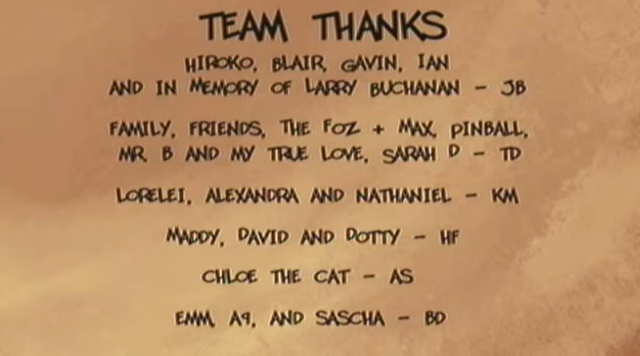 TEAM THANKS
HIROKO, BLAIR, GAVIN, IAN
AND IN MEMORY OF LARRY BUCHANAN - JB
FAMILY, FRIENDS, THE FOZ + MAX, PINBALL,
MR. B AND MY TRUE LOVE, SARAH D - TD
LORELEI, ALEXANDRA AND NATHANIEL - KM
MADDY, DAVID AND DOTTY - HF
CHLOE THE CAT - AS
EMM, A9, AND SASCHA - BD